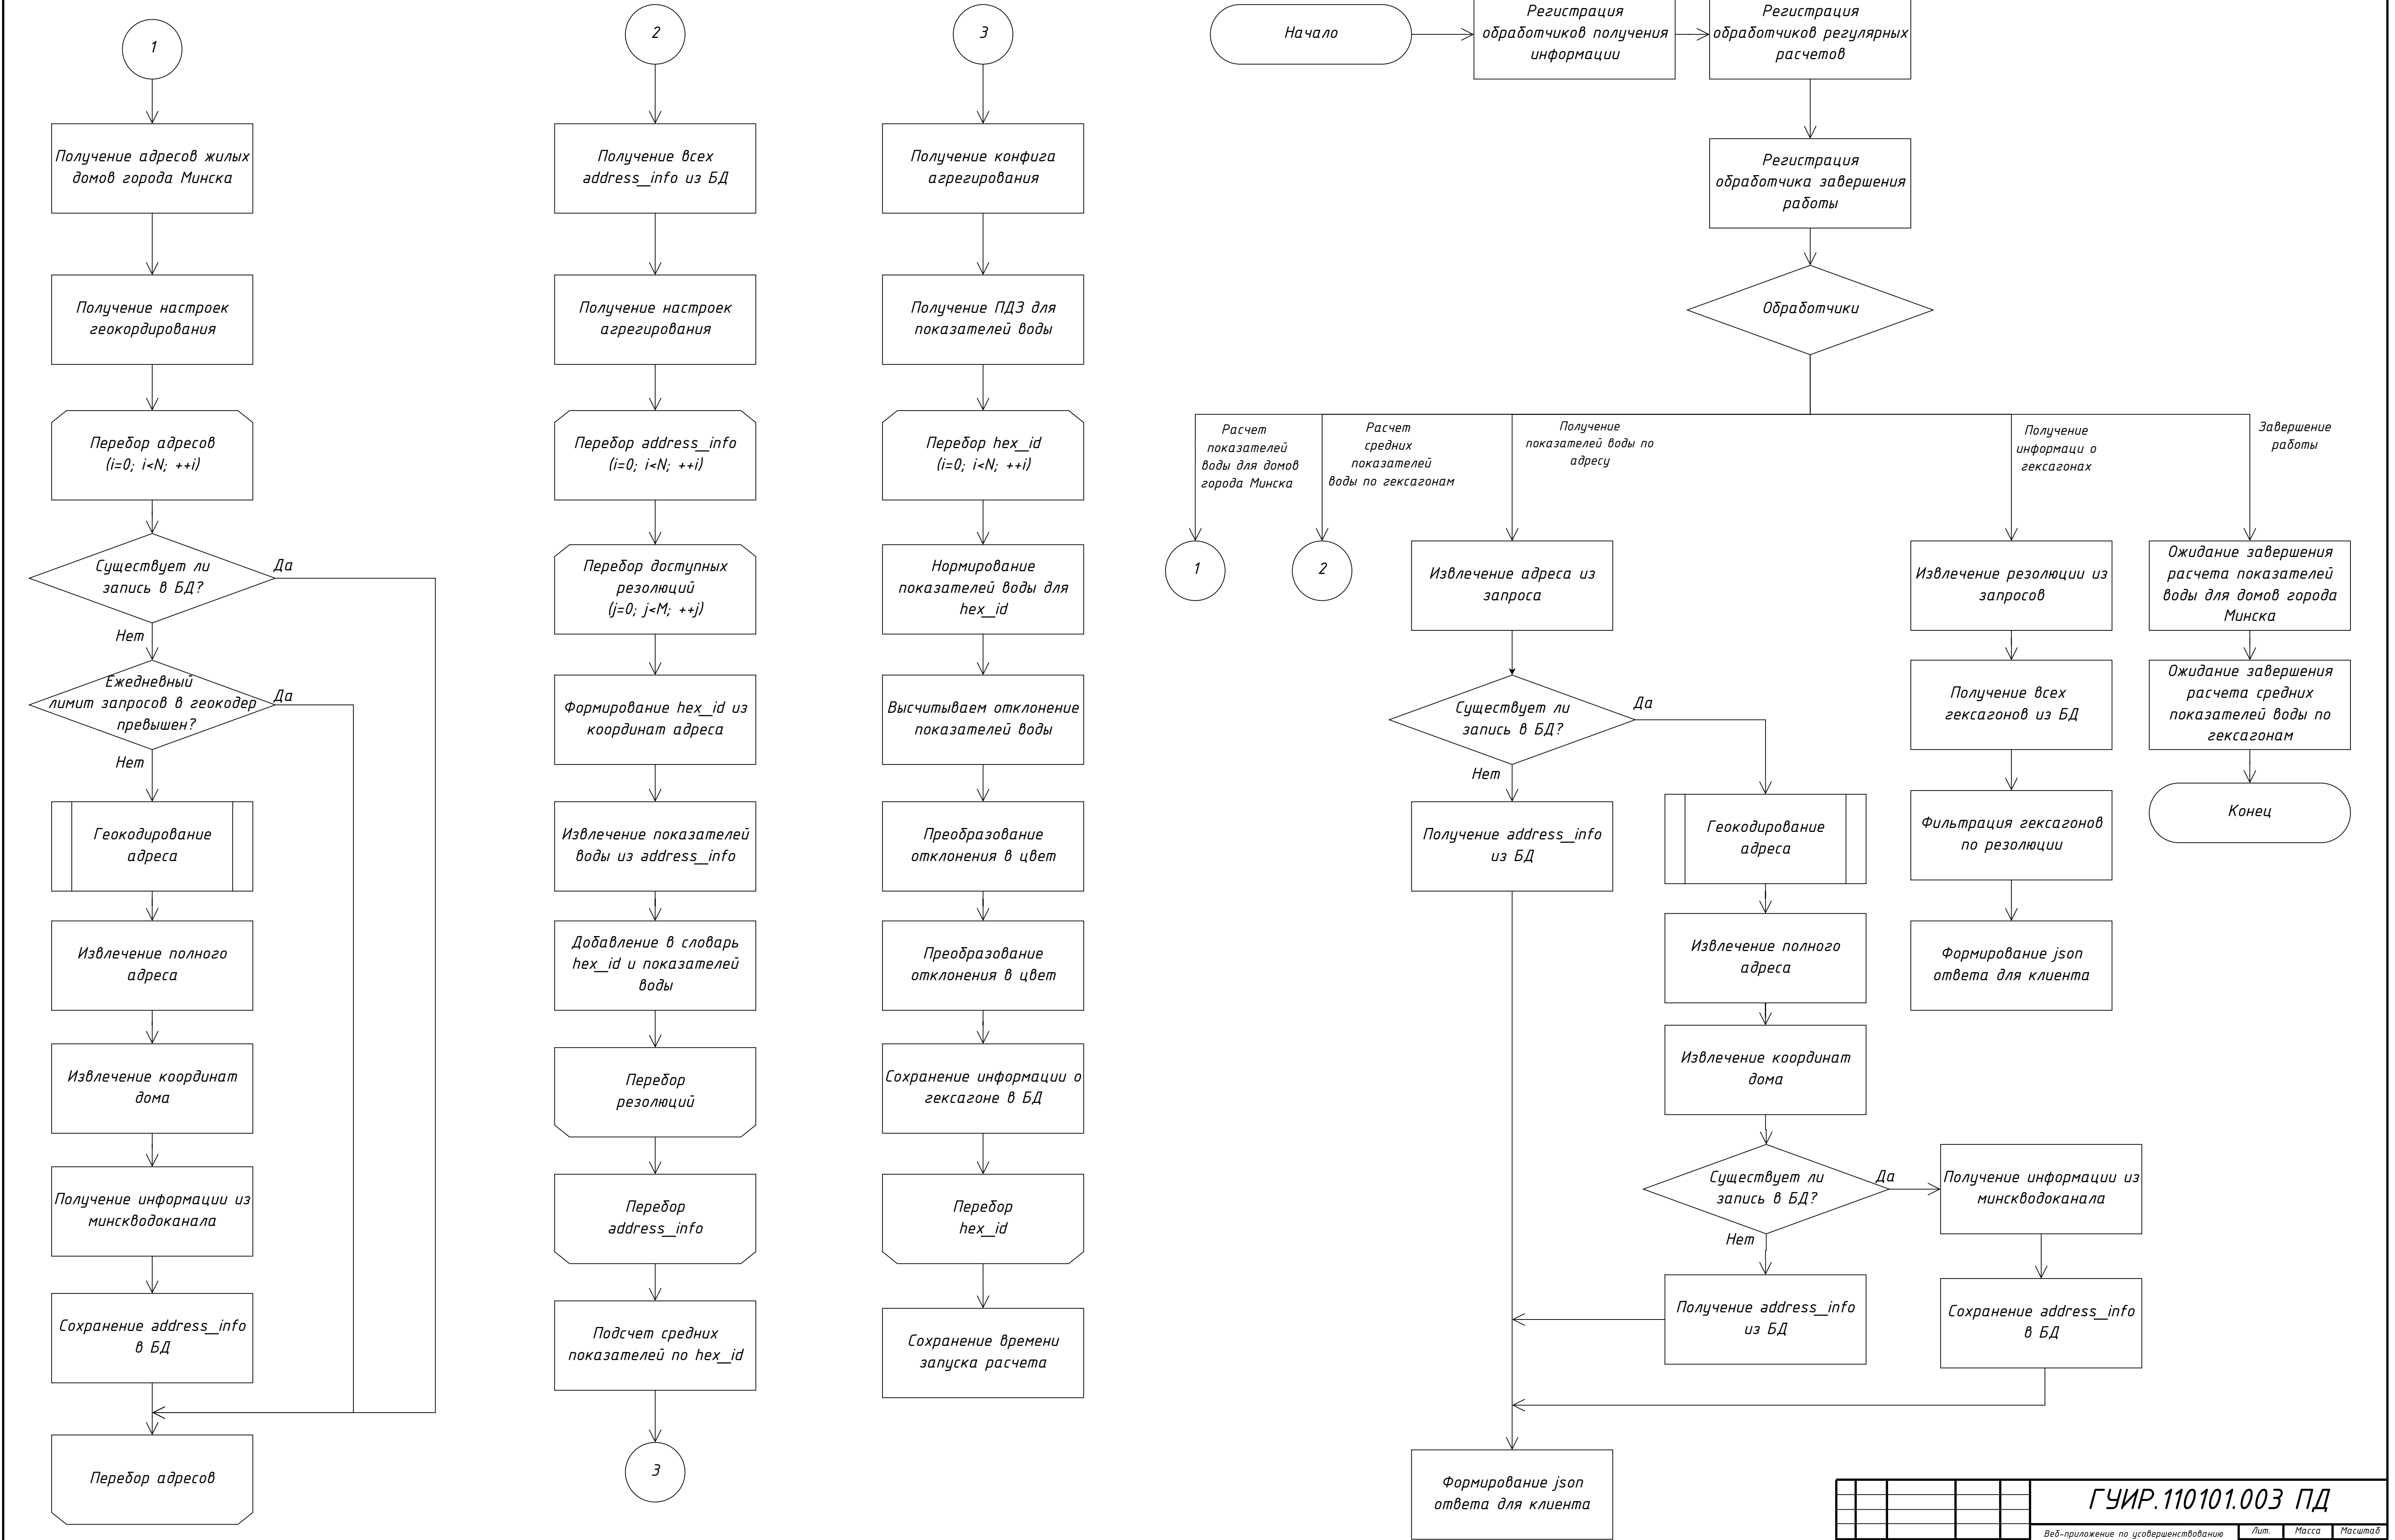 1
Получение адресов жилых
домов города Минска
Получение настроек
геокордирования
Перебор адресов
(i=0; i<N; ++i)
Существует ли
запись в БД?
Да
Нет
Ежедневный
лимит запросов в геокодер
превышен?
Да
Нет
Геокодирование
адреса
Извлечение полного
адреса
Извлечение координат
дома
Получение информации из
минскводоканала
Сохранение address_info
в БД
Перебор адресов
2
Получение всех
address_info из БД
Получение настроек
агрегирования
Перебор address_info
(i=0; i<N; ++i)
Перебор доступных
резолюций
(j=0; j<M; ++j)
Формирование hex_id из
координат адреса
Извлечение показателей
воды из address_info
Добавление в словарь
hex_id и показателей
воды
Перебор
резолюций
Перебор
address_info
Подсчет средних
показателей по hex_id
3
3
Получение конфига
агрегирования
Получение ПДЗ для
показателей воды
Перебор hex_id
(i=0; i<N; ++i)
Нормирование
показателей воды для
hex_id
Высчитываем отклонение
показателей воды
Преобразование
отклонения в цвет
Преобразование
отклонения в цвет
Сохранение информации о
гексагоне в БД
Перебор
hex_id
Сохранение времени
запуска расчета
Начало
Регистрация
обработчиков получения
информации
Регистрация
обработчиков регулярных
расчетов
Регистрация
обработчика завершения
работы
Обработчики
Расчет
показателей
воды для домов
города Минска
1
Расчет
средних
показателей
воды по гексагонам
2
Получение
показателей воды по
адресу
Извлечение адреса из
запроса
Существует ли
запись в БД?
Да
Нет
Получение address_info
из БД
Геокодирование
адреса
Извлечение полного
адреса
Извлечение координат
дома
Существует ли
запись в БД?
Да
Нет
Получение информации из
минскводоканала
Получение address_info
из БД
Сохранение address_info
в БД
Формирование json
ответа для клиента
Получение
информаци о
гексагонах
Извлечение резолюции из
запросов
Получение всех
гексагонов из БД
Фильтрация гексагонов
по резолюции
Формирование json
ответа для клиента
Завершение
работы
Ожидание завершения
расчета показателей
воды для домов города
Минска
Ожидание завершения
расчета средних
показателей воды по
гексагонам
Конец
ГУИР.110101.003 ПД
Веб-приложение по усовершенствованию
Лит.
Масса
Масштаб